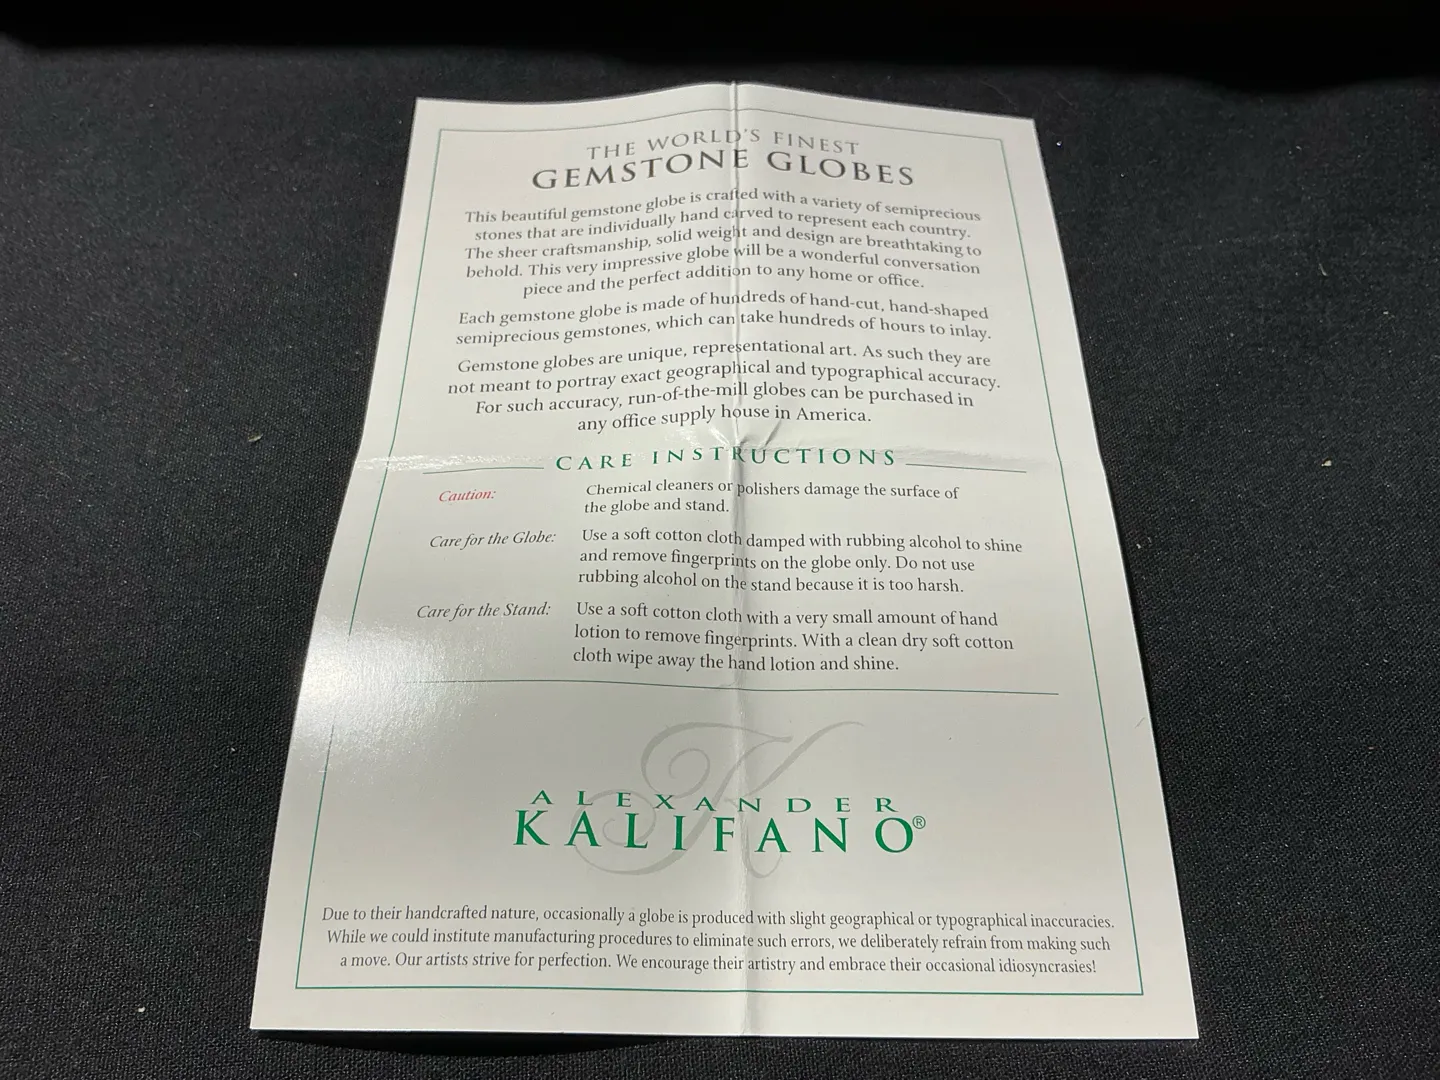 THE WORLD'S FINEST
GEMSTONE GLOBES
This beautiful gemstone globe is crafted with a variety of semiprecious
stones that are individually hand carved to represent each country.
The sheer craftsmanship, solid weight and design are breathtaking to
behold. This very impressive globe will be a wonderful conversation
piece and the perfect addition to any home or office.
Each gemstone globe is made of hundreds of hand-cut, hand-shaped
semiprecious gemstones, which can take hundreds of hours to inlay.
Gemstone globes are unique, representational art. As such they are
not meant to portray exact geographical and typographical accuracy.
For such accuracy, run-of-the-mill globes can be purchased in
any office supply house in America.
CARE INSTRUCTIONS
Caution: Chemical cleaners or polishers damage the surface of
the globe and stand.
Care for the Globe: Use a soft cotton cloth damped with rubbing alcohol to shine
and remove fingerprints on the globe only. Do not use
rubbing alcohol on the stand because it is too harsh.
Care for the Stand: Use a soft cotton cloth with a very small amount of hand
lotion to remove fingerprints. With a clean dry soft cotton
cloth wipe away the hand lotion and shine.
K
ALEXANDER
KALIFANO®
Due to their handcrafted nature, occasionally a globe is produced with slight geographical or typographical inaccuracies.
While we could institute manufacturing procedures to eliminate such errors, we deliberately refrain from making such
a move. Our artists strive for perfection. We encourage their artistry and embrace their occasional idiosyncrasies!